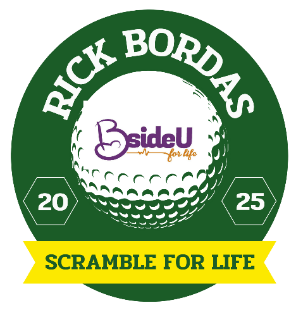 RICK BORDAS
BsideU
for life
20 25
SCRAMBLE FOR LIFE